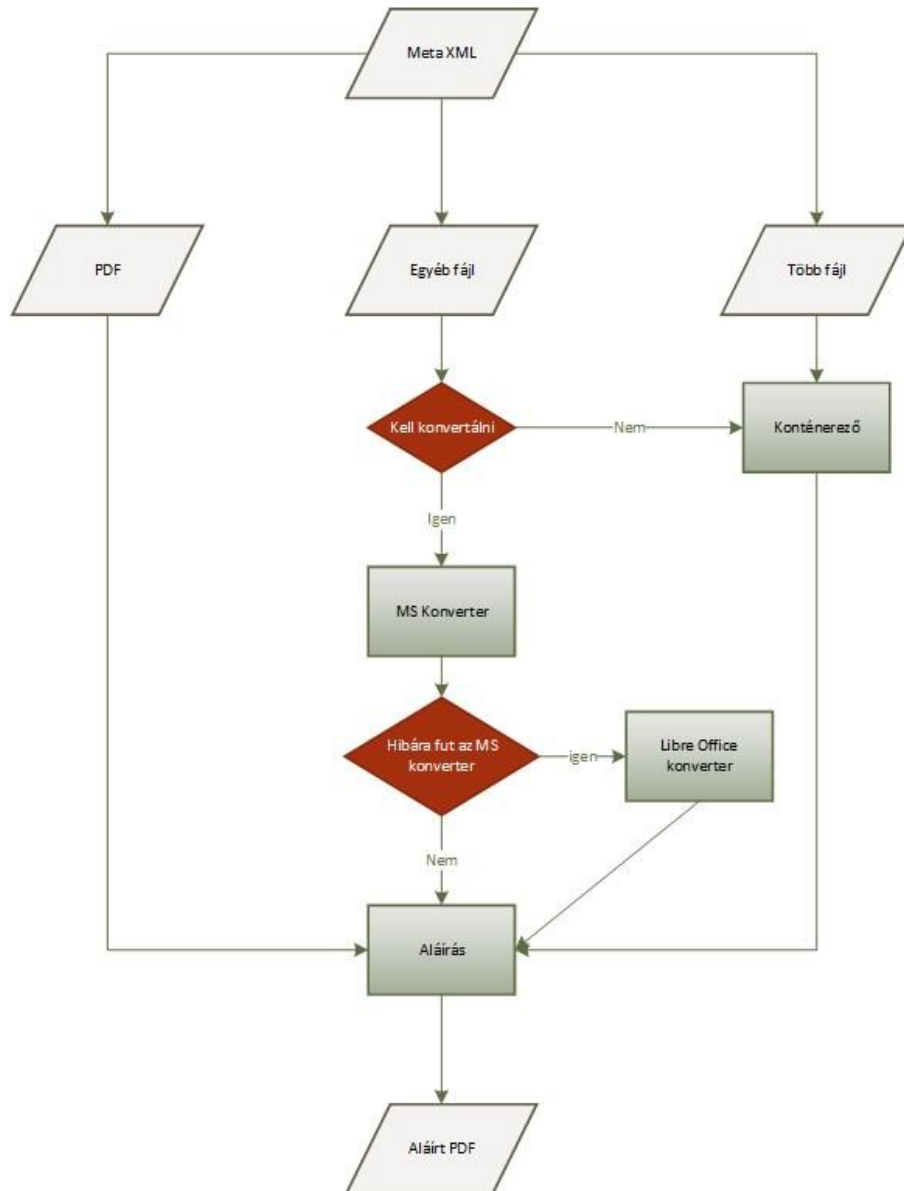 Meta XML
PDF
Egyéb fájl
Több fájl
Kell konvertálni
Nem
Konténerező
Igen
MS Konverter
Hibára fut az MS
konverter
igen
Libre Office
konverter
Nem
Aláírás
Aláírt PDF